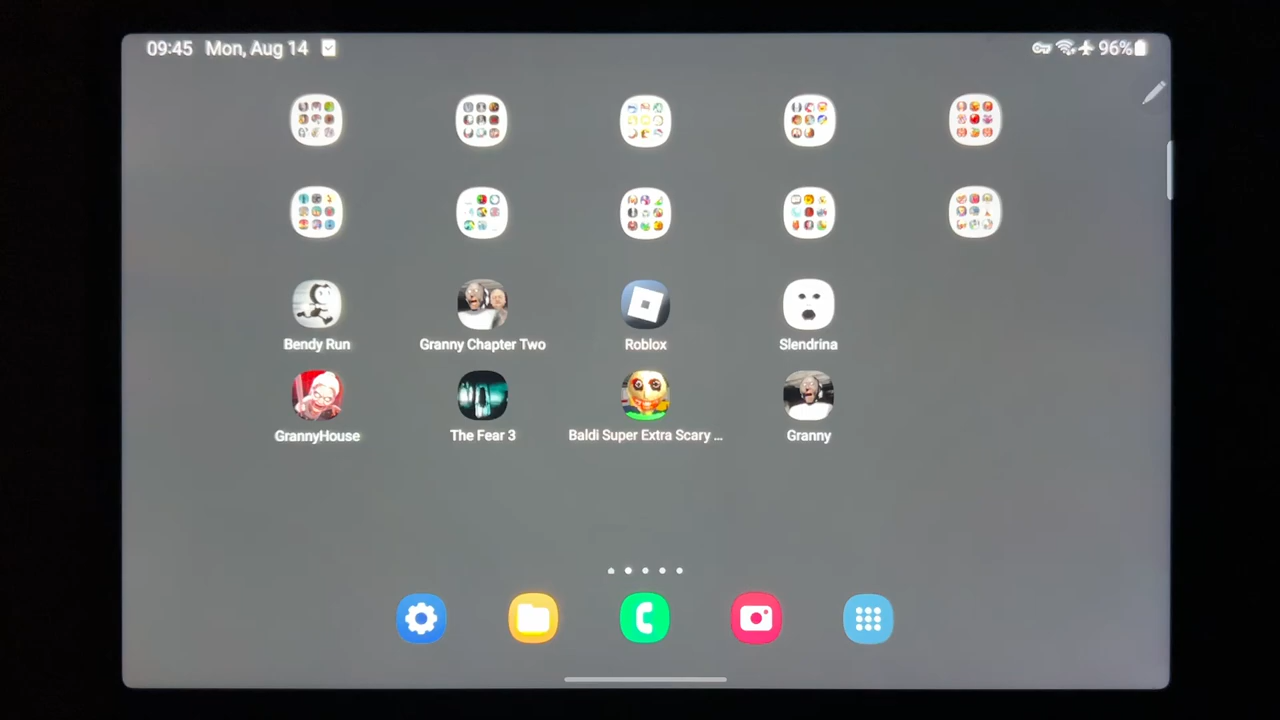 09:45 Mon, Aug 14
96%
Bendy Run
Granny Chapter Two
Roblox
Slendrina
GrannyHouse
The Fear 3
Baldi Super Extra Scary ...
Granny